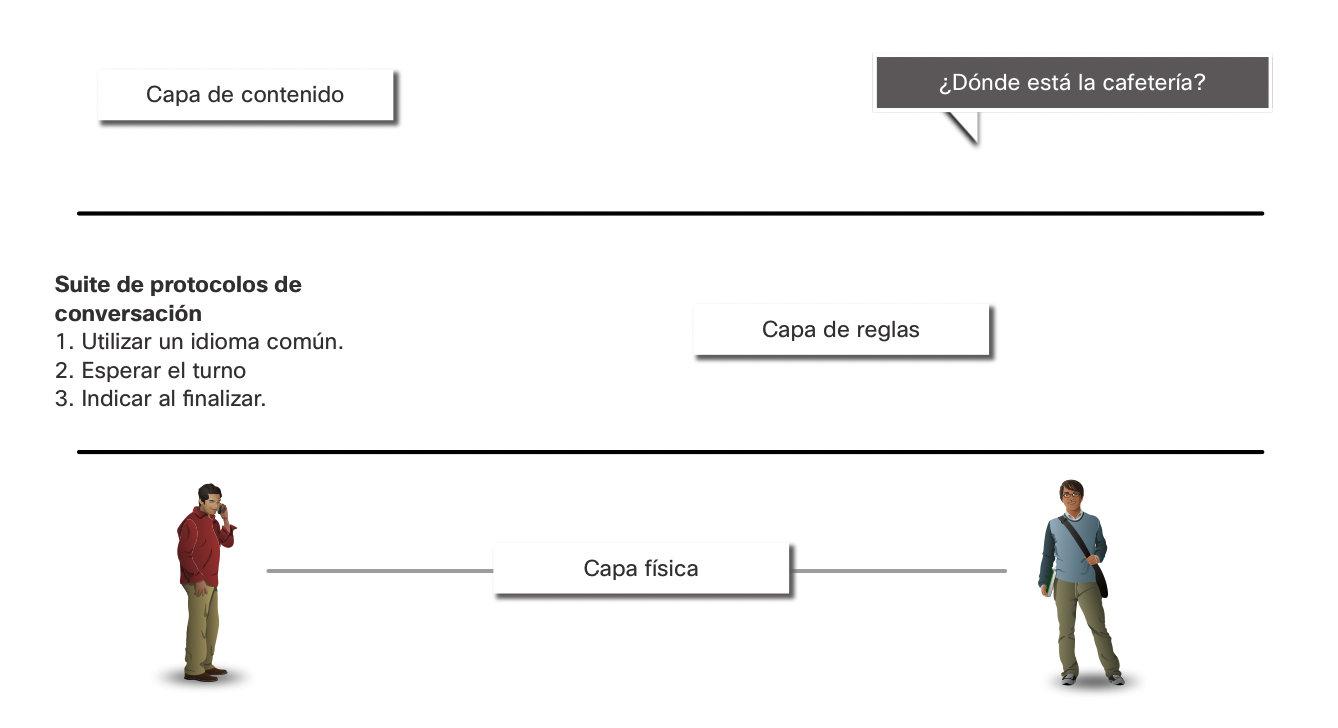 Capa de contenido
¿Dónde está la cafetería?
Suite de protocolos de
conversación
1. Utilizar un idioma común.
2. Esperar el turno
3. Indicar al finalizar.
Capa de reglas
Capa física